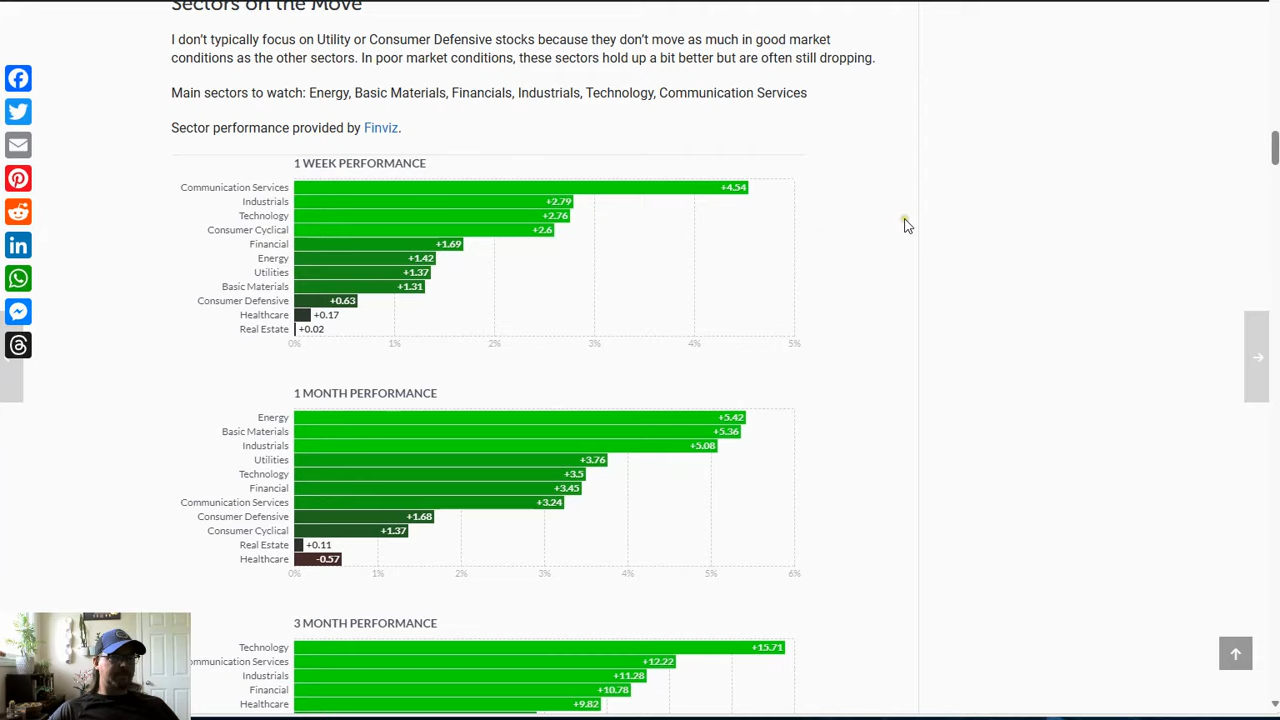 Sectors on the Move
I don't typically focus on Utility or Consumer Defensive stocks because they don't move as much in good market
conditions as the other sectors. In poor market conditions, these sectors hold up a bit better but are often still dropping.
Main sectors to watch: Energy, Basic Materials, Financials, Industrials, Technology, Communication Services
Sector performance provided by Finviz.
1 WEEK PERFORMANCE
Communication Services +4.54
Industrials +2.79
Technology +2.76
Consumer Cyclical +2.6
Financial +1.69
Energy +1.42
Utilities +1.37
Basic Materials +1.31
Consumer Defensive +0.63
Healthcare +0.17
Real Estate +0.02
0% 1% 2% 3% 4% 5%
1 MONTH PERFORMANCE
Energy +5.42
Basic Materials +5.36
Industrials +5.08
Utilities +3.76
Technology +3.5
Financial +3.45
Communication Services +3.24
Consumer Defensive +1.68
Consumer Cyclical +1.37
Real Estate +0.11
Healthcare -0.57
0% 1% 2% 3% 4% 5% 6%
3 MONTH PERFORMANCE
Technology +15.71
ommunication Services +12.22
Industrials +11.28
Financial +10.78
Healthcare +9.82